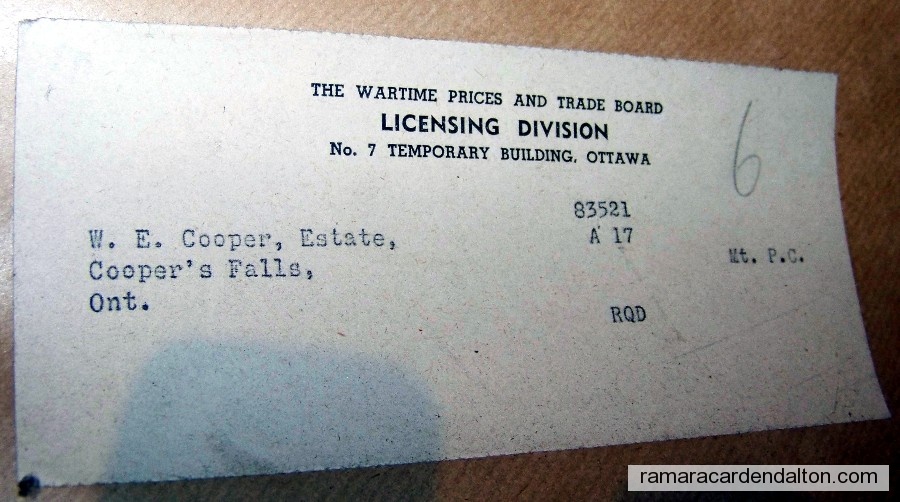 THE WARTIME PRICES AND TRADE BOARD
LICENSING DIVISION
No. 7 TEMPORARY BUILDING, OTTAWA
6
83521
W. E. Cooper, Estate,
A 17
Cooper's Falls,
Mt. P.C.
Ont.
RQD
ramaracardendalton.com